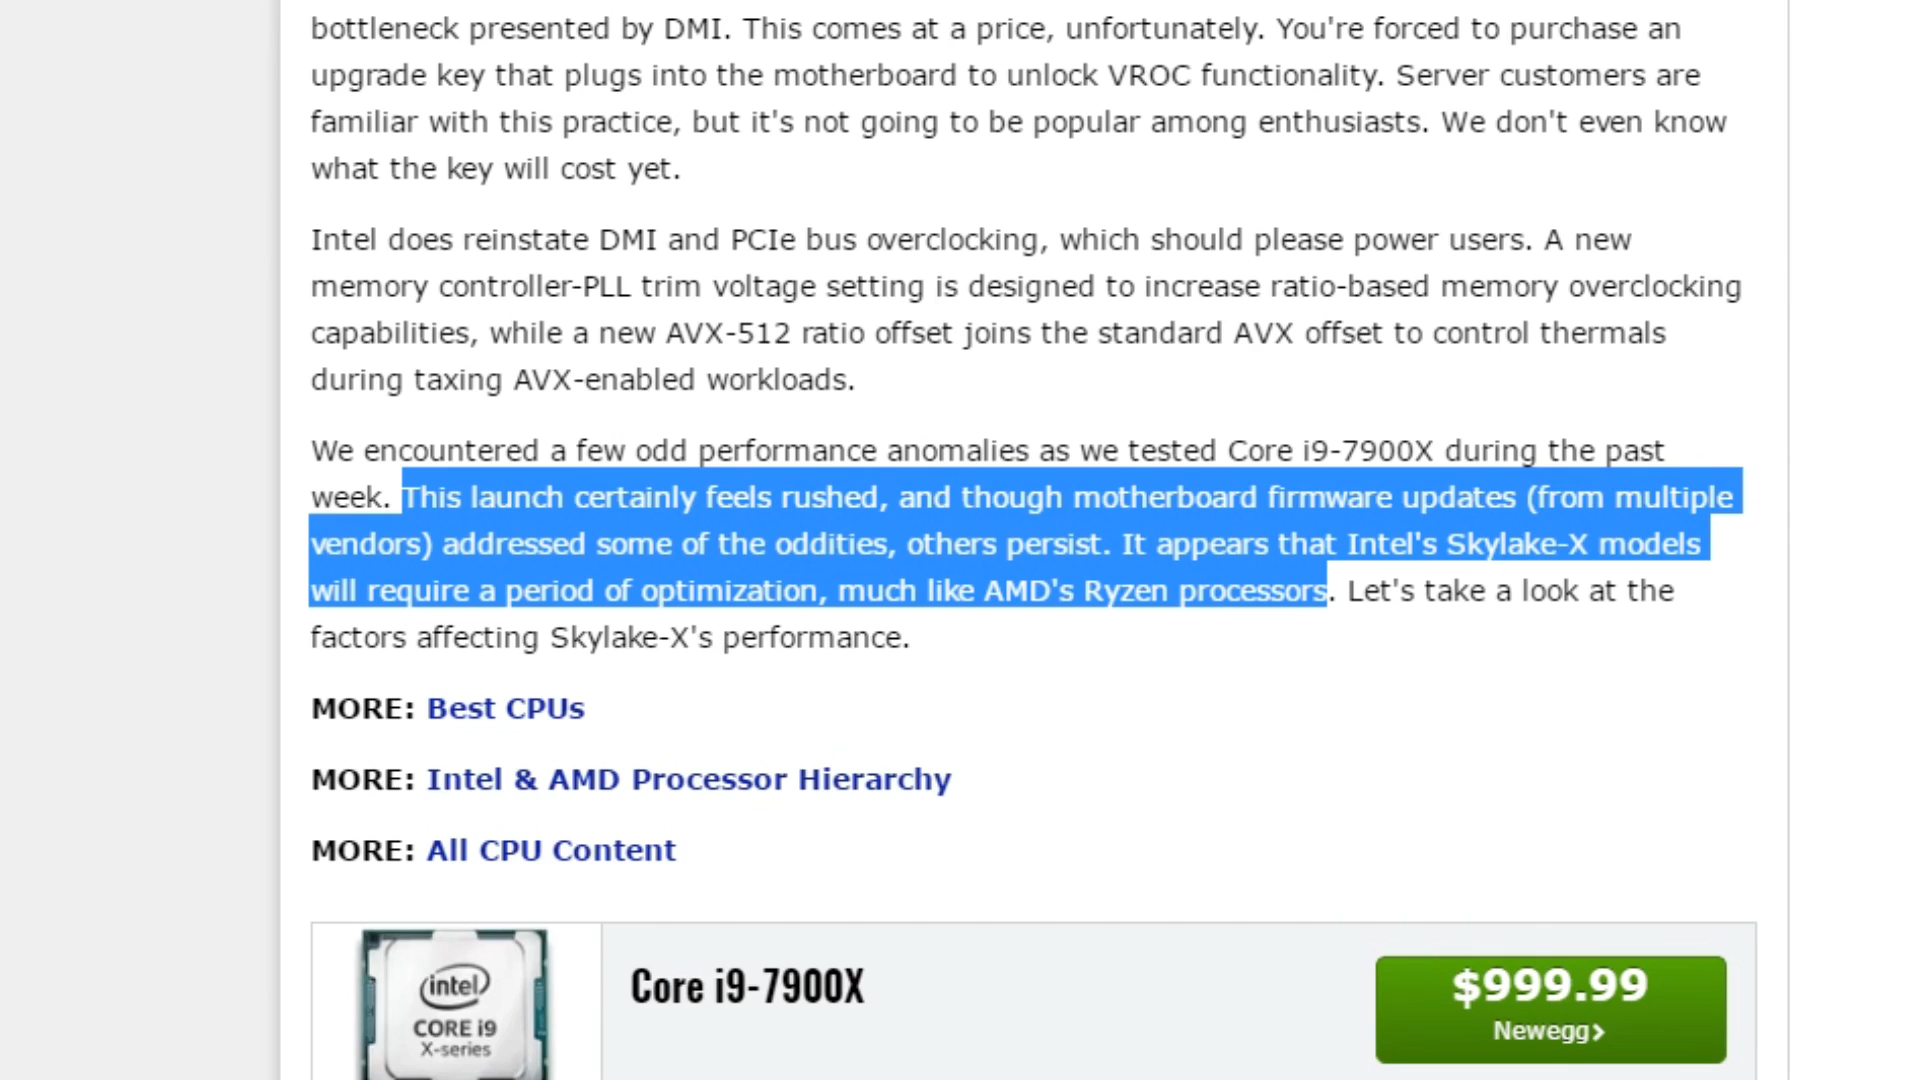 bottleneck presented by DMI. This comes at a price, unfortunately. You're forced to purchase an
upgrade key that plugs into the motherboard to unlock VROC functionality. Server customers are
familiar with this practice, but it's not going to be popular among enthusiasts. We don't even know
what the key will cost yet.
Intel does reinstate DMI and PCIe bus overclocking, which should please power users. A new
memory controller-PLL trim voltage setting is designed to increase ratio-based memory overclocking
capabilities, while a new AVX-512 ratio offset joins the standard AVX offset to control thermals
during taxing AVX-enabled workloads.
We encountered a few odd performance anomalies as we tested Core i9-7900X during the past
week. This launch certainly feels rushed, and though motherboard firmware updates (from multiple
vendors) addressed some of the oddities, others persist. It appears that Intel's Skylake-X models
will require a period of optimization, much like AMD's Ryzen processors. Let's take a look at the
factors affecting Skylake-X's performance.
MORE: Best CPUs
MORE: Intel & AMD Processor Hierarchy
MORE: All CPU Content
intel
CORE i9
X-series
Core i9-7900X
$999.99
Newegg>